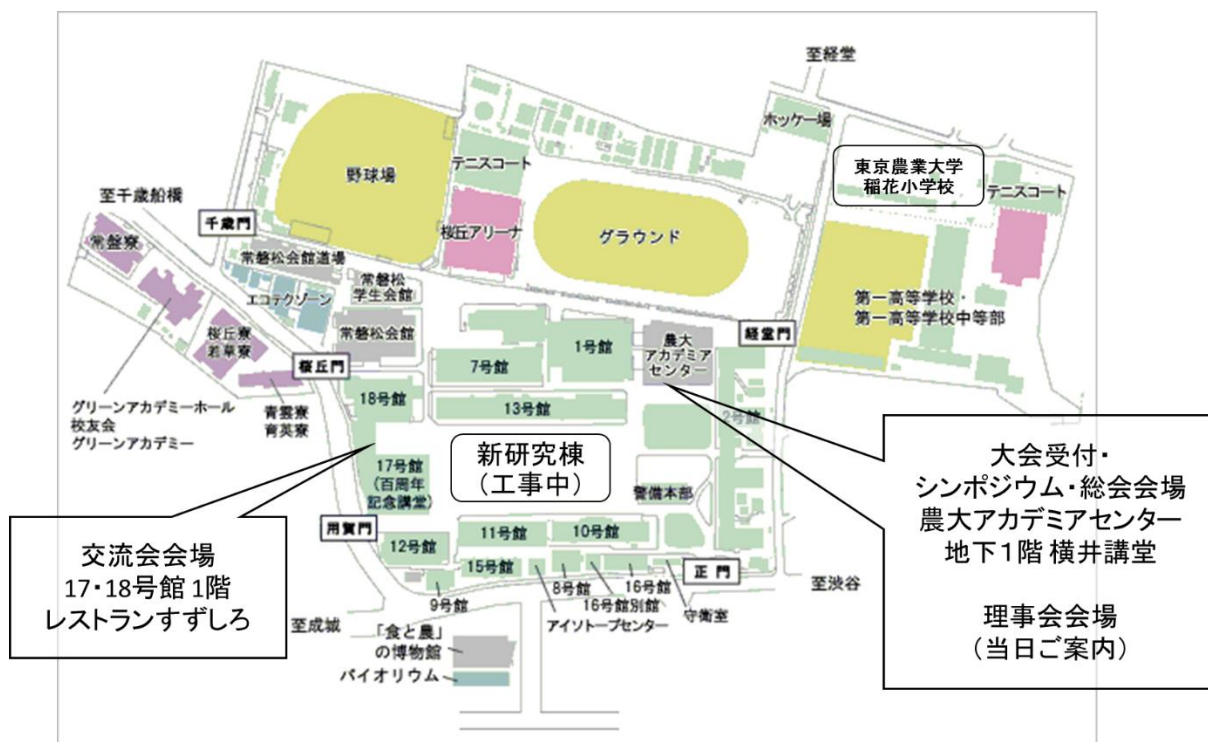 至経堂
ホッケー場
東京農業大学
稲花小学校
テニスコート
テニスコート
野球場
至千歳船橋
千歳門
桜丘アリーナ
グラウンド
常盤寮
常磐松会館道場
常磐松
学生会館
エコテクゾーン
第一高等学校・
第一高等学校中等部
桜丘寮
若草寮
常磐松会館
桜丘門
7号館
1号館
農大
アカデミア
センター
経堂門
18号館
13号館
2号館
グリーンアカデミーホール
校友会
グリーンアカデミー
青雲寮
育英寮
17号館
(百周年
記念講堂)
新研究棟
(工事中)
警備本部
用賀門
12号館
11号館
10号館
正門
15号館
9号館
8号館
16号館
16号館別館
守衛室
アイソトープセンター
至渋谷
至成城
「食と農」
の博物館
バイオリウム
交流会会場
17・18号館 1階
レストランすずしろ
大会受付・
シンポジウム・総会会場
農大アカデミアセンター
地下1階 横井講堂
理事会会場
(当日ご案内)